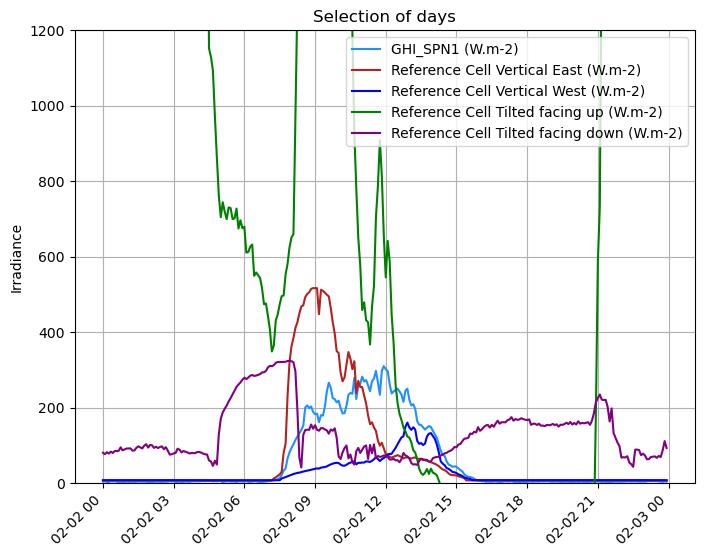 Selection of days
1200
1000
800
600
400
200
0
Irradiance
GHI_SPN1 (W.m-2)
Reference Cell Vertical East (W.m-2)
Reference Cell Vertical West (W.m-2)
Reference Cell Tilted facing up (W.m-2)
Reference Cell Tilted facing down (W.m-2)
02-02 00
02-02 03
02-02 06
02-02 09
02-02 12
02-02 15
02-02 18
02-02 21
02-03 00